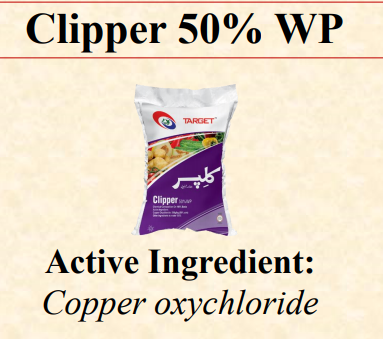 Clipper 50% WP
TARGET
کلپر
Clipper
Active Ingredient:
Copper oxychloride